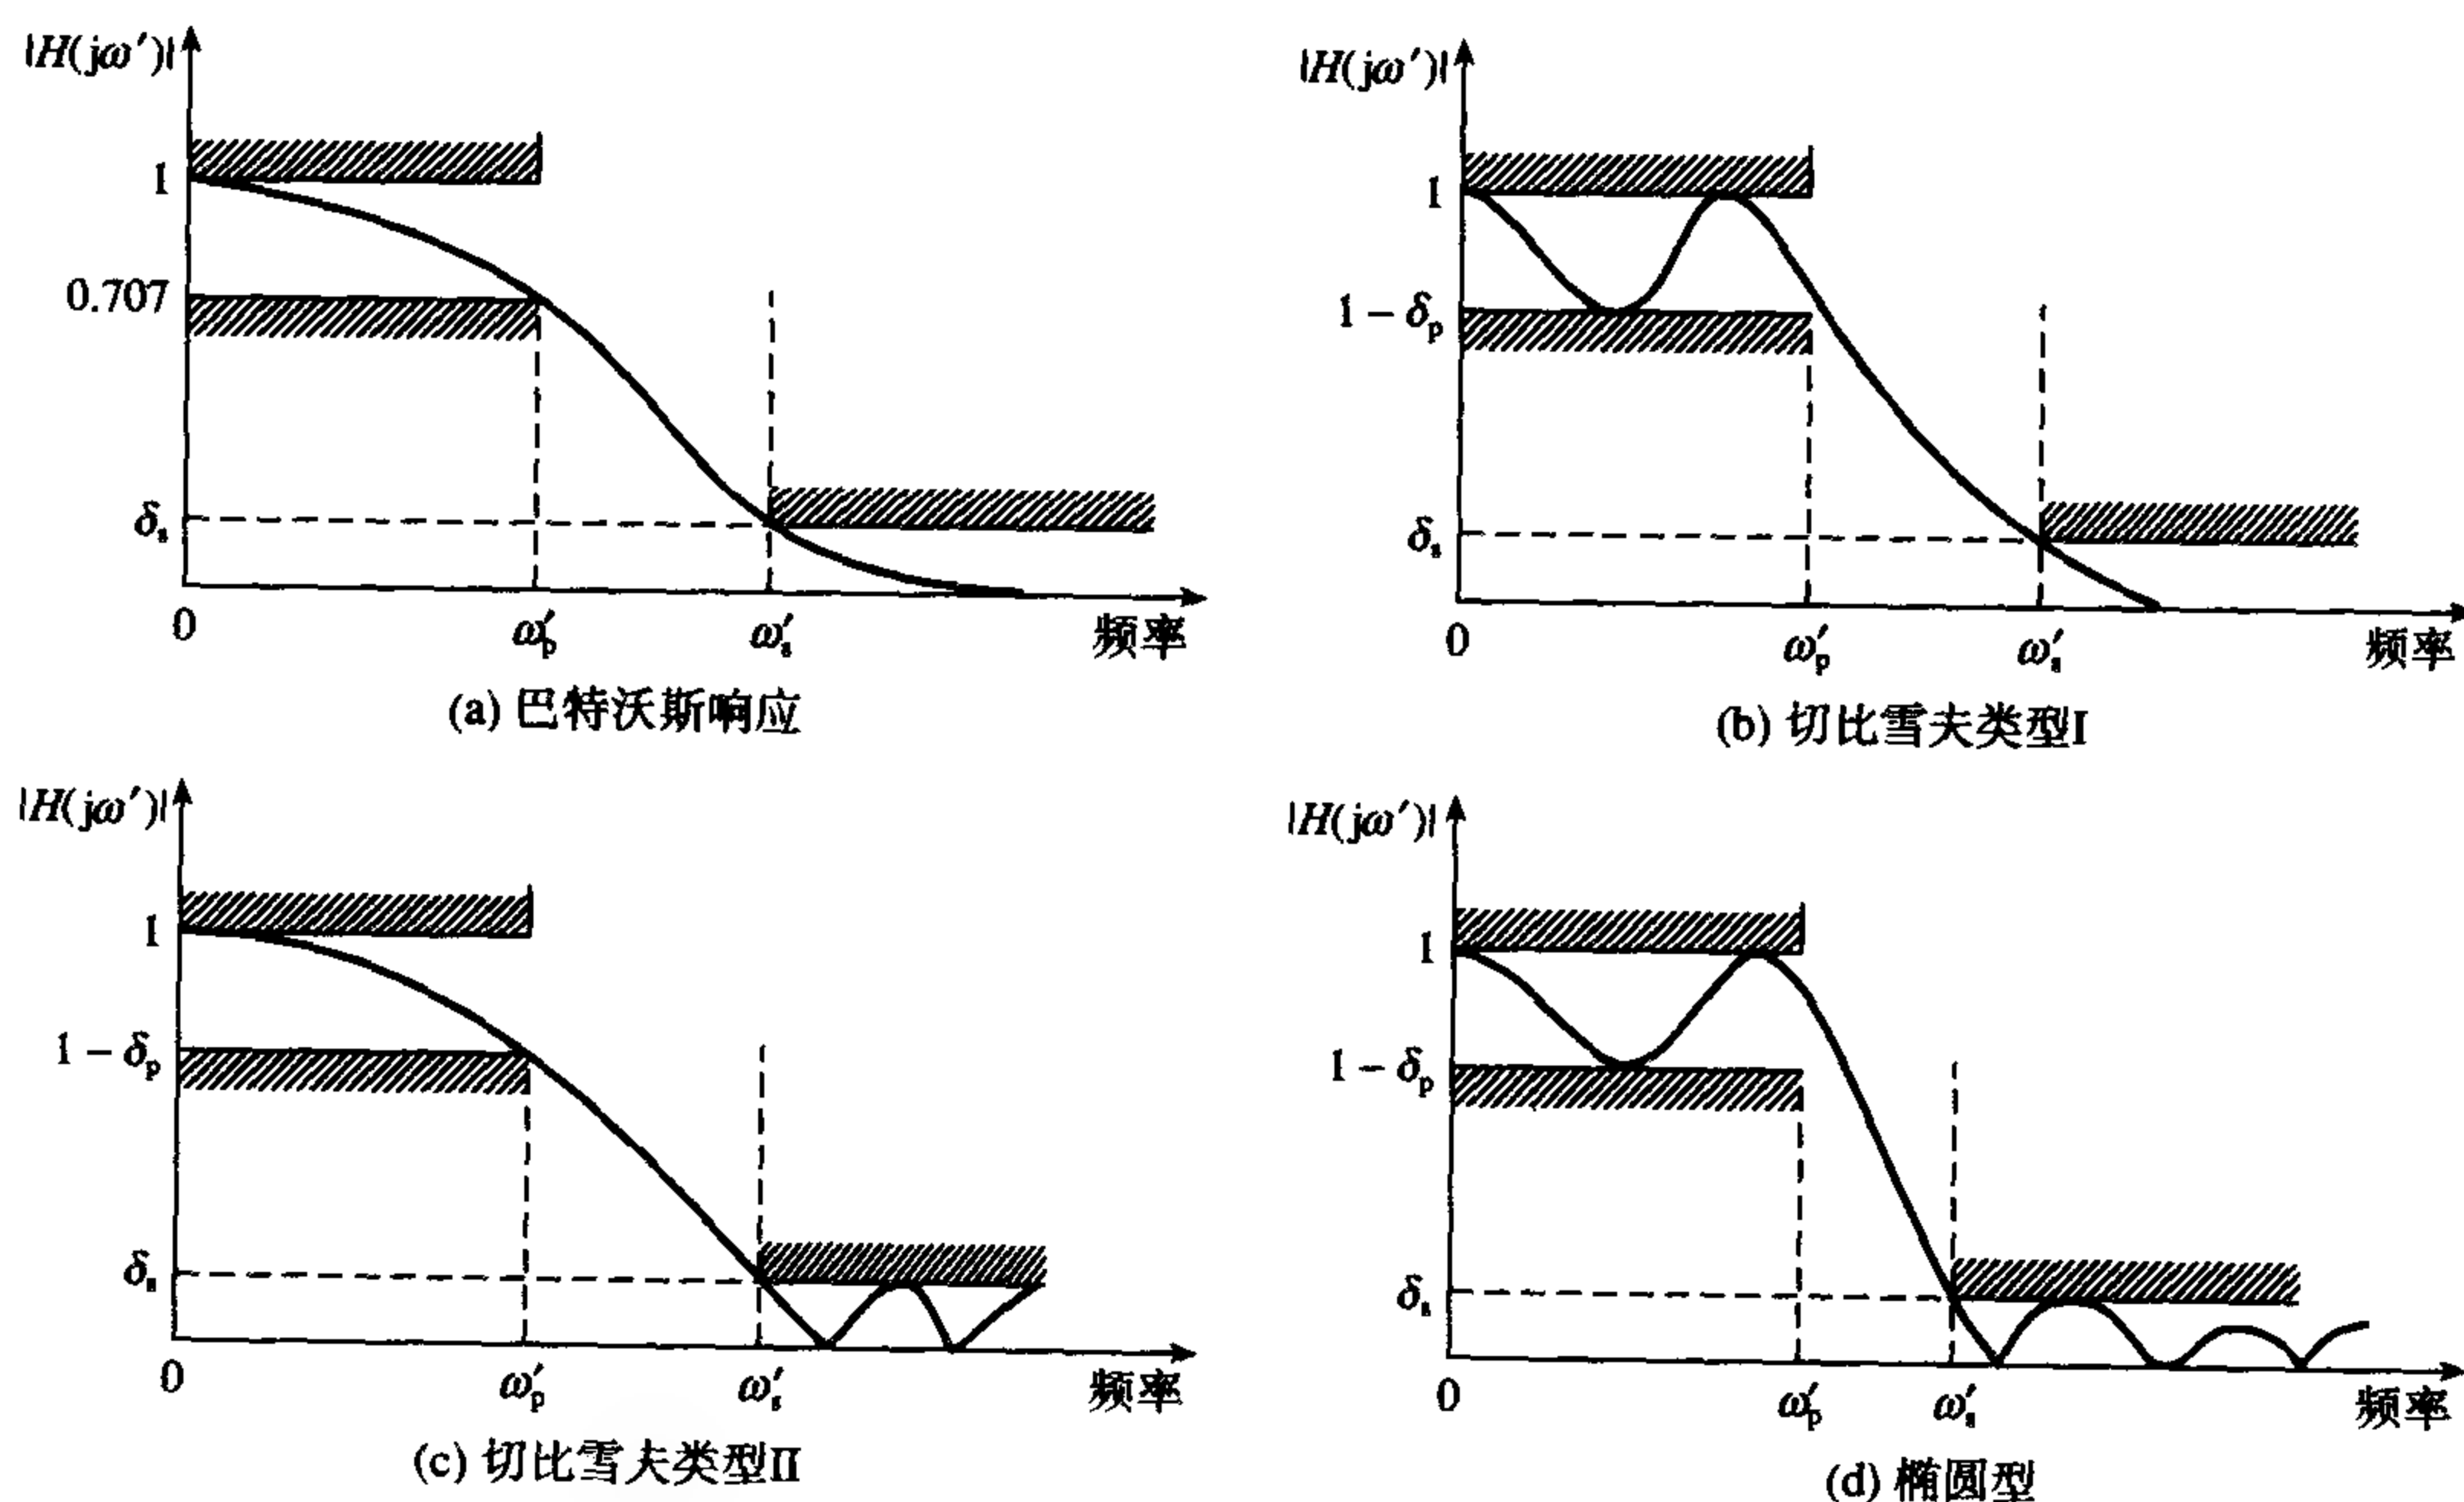 |H(jω′)|
1
0.707
δs
0
ω′p
ω′s
频率
(a) 巴特沃斯响应
|H(jω′)|
1
1 − δp
δs
0
ω′p
ω′s
频率
(b) 切比雪夫类型I
|H(jω′)|
1
1 − δp
δs
0
ω′p
ω′s
频率
(c) 切比雪夫类型II
|H(jω′)|
1
1 − δp
δs
0
ω′p
ω′s
频率
(d) 椭圆型